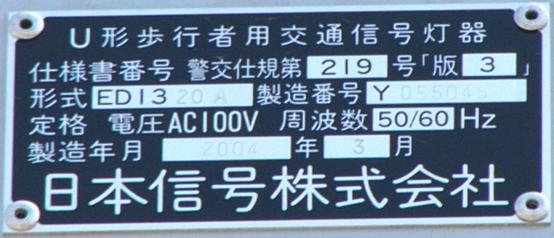 U形歩行者用交通信号灯器
仕様書番号 警交仕規第 219 号「版 3 」
形式 ED1320A 製造番号 Y
定格 電圧AC100V 周波数 50/60 Hz
製造年月 2004 年 3 月
日本信号株式会社